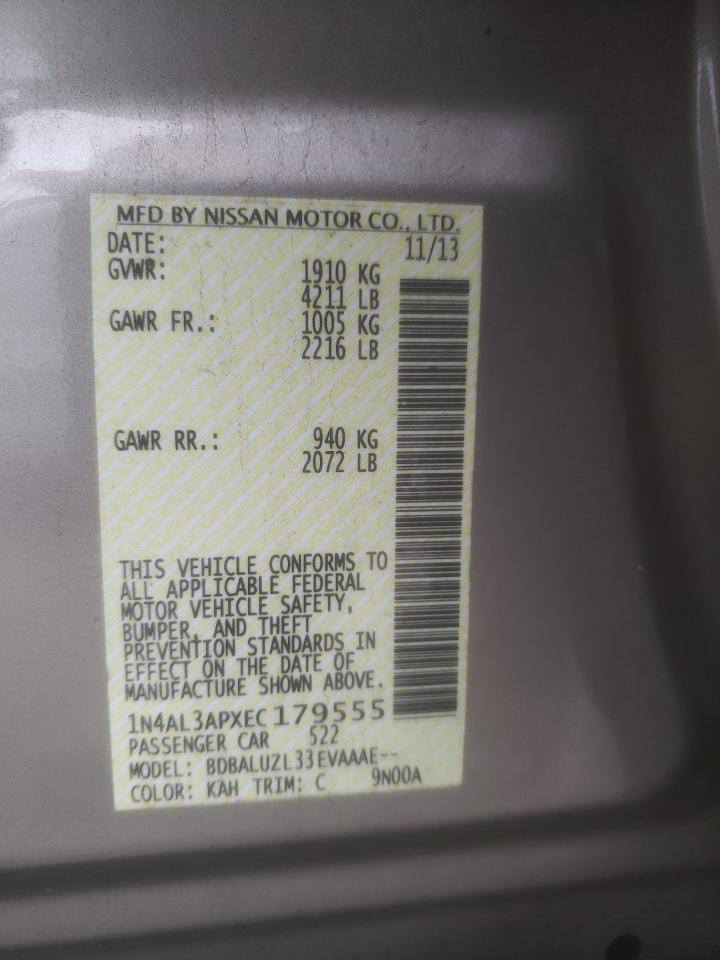 MFD BY NISSAN MOTOR CO., LTD.
DATE: 11/13
GVWR: 1910 KG
4211 LB
GAWR FR.: 1005 KG
2216 LB
GAWR RR.: 940 KG
2072 LB
THIS VEHICLE CONFORMS TO
ALL APPLICABLE FEDERAL
MOTOR VEHICLE SAFETY,
BUMPER, AND THEFT
PREVENTION STANDARDS IN
EFFECT ON THE DATE OF
MANUFACTURE SHOWN ABOVE.
1N4AL3APXEC179555
PASSENGER CAR 522
MODEL: BDBALUZL33EVAAAE--
COLOR: KAH TRIM: C 9N00A